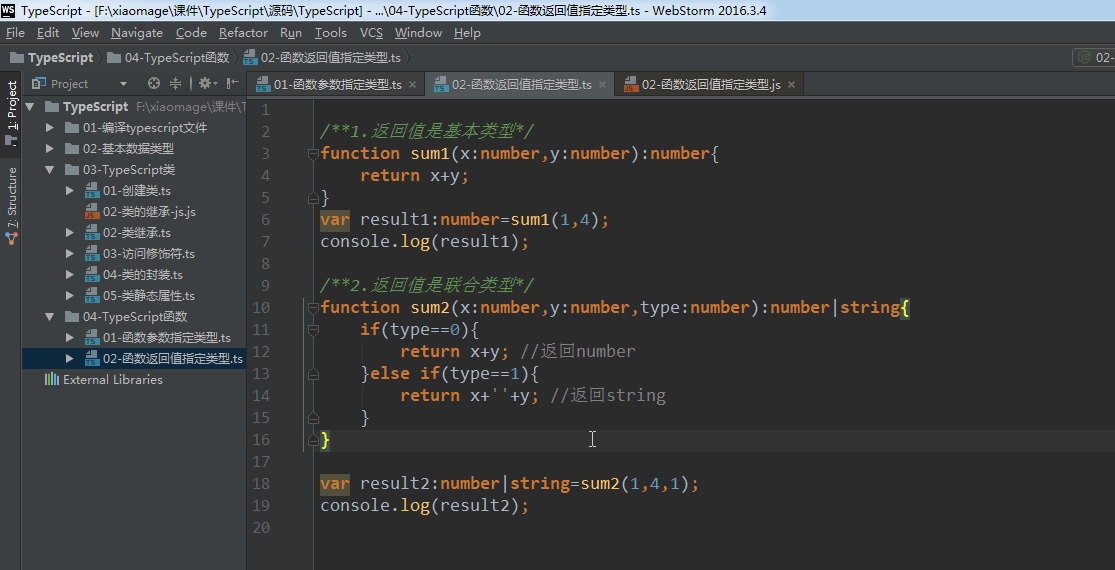 TypeScript - [F:\xiaomage\课件\TypeScript\源码\TypeScript] - ...\04-TypeScript函数\02-函数返回值指定类型.ts - WebStorm 2016.3.4
File Edit View Navigate Code Refactor Run Tools VCS Window Help
TypeScript 04-TypeScript函数 02-函数返回值指定类型.ts 02-
1: Project
7: Structure
Project
TypeScript F:\xiaomage\课件\T
01-编译typescript文件
02-基本数据类型
03-TypeScript类
01-创建类.ts
02-类的继承-js.js
02-类继承.ts
03-访问修饰符.ts
04-类的封装.ts
05-类静态属性.ts
04-TypeScript函数
01-函数参数指定类型.ts
02-函数返回值指定类型.ts
External Libraries
01-函数参数指定类型.ts 02-函数返回值指定类型.ts 02-函数返回值指定类型.js
1
2 /**1.返回值是基本类型*/
3 function sum1(x:number,y:number):number{
4 return x+y;
5 }
6 var result1:number=sum1(1,4);
7 console.log(result1);
8
9 /**2.返回值是联合类型*/
10 function sum2(x:number,y:number,type:number):number|string{
11 if(type==0){
12 return x+y; //返回number
13 }else if(type==1){
14 return x+''+y; //返回string
15 }
16 }
17
18 var result2:number|string=sum2(1,4,1);
19 console.log(result2);
20